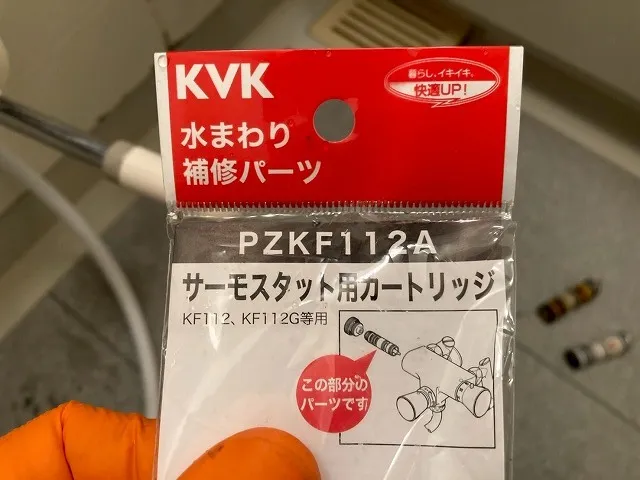 KVK
暮らし、イキイキ。
快適UP!
水まわり
補修パーツ
PZKF112A
サーモスタット用カートリッジ
KF112、KF112G等用
この部分の
パーツです